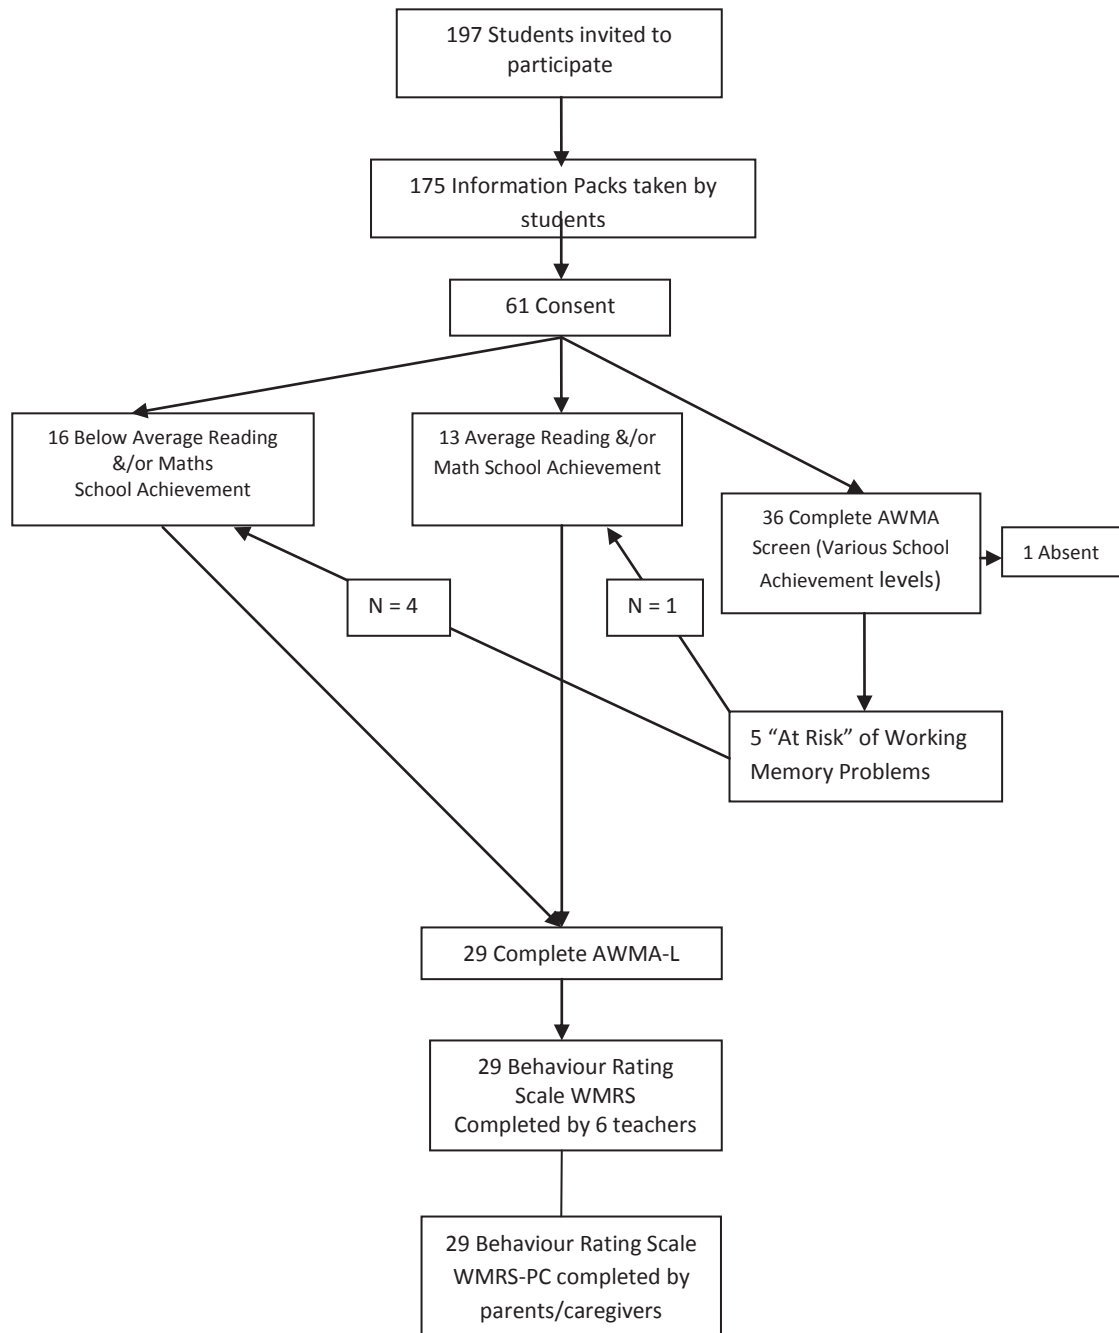 197 Students invited to
participate
175 Information Packs taken by
students
61 Consent
16 Below Average Reading
&/or Maths
School Achievement
13 Average Reading &/or
Math School Achievement
36 Complete AWMA
Screen (Various School
Achievement levels)
1 Absent
N = 4
N = 1
5 “At Risk” of Working
Memory Problems
29 Complete AWMA-L
29 Behaviour Rating
Scale WMRS
Completed by 6 teachers
29 Behaviour Rating Scale
WMRS-PC completed by
parents/caregivers